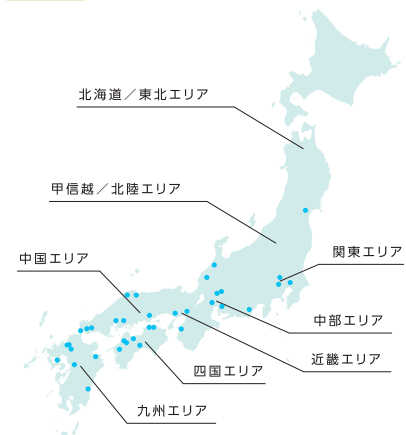 北海道／東北エリア
甲信越／北陸エリア
関東エリア
中国エリア
中部エリア
近畿エリア
四国エリア
九州エリア